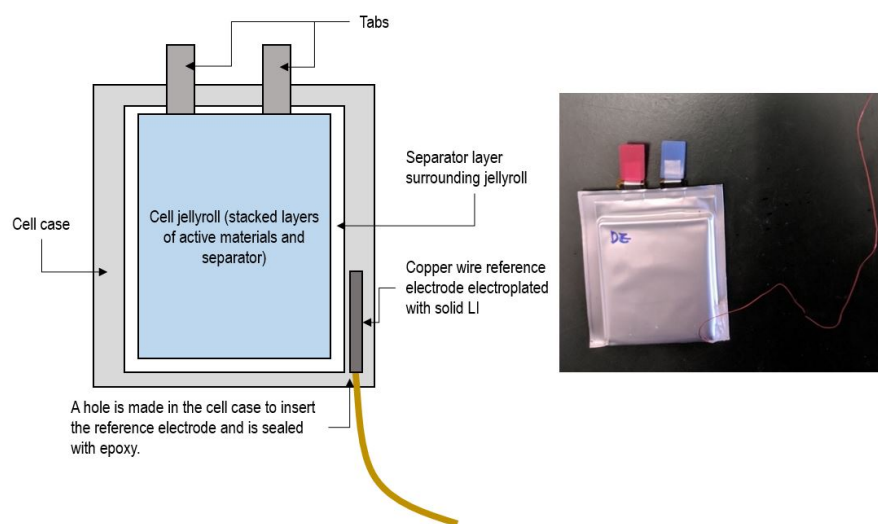 Tabs
Separator layer
surrounding jellyroll
Cell jellyroll (stacked layers
of active materials and
separator)
Cell case
Copper wire reference
electrode electroplated
with solid LI
A hole is made in the cell case to insert
the reference electrode and is sealed
with epoxy.
DE